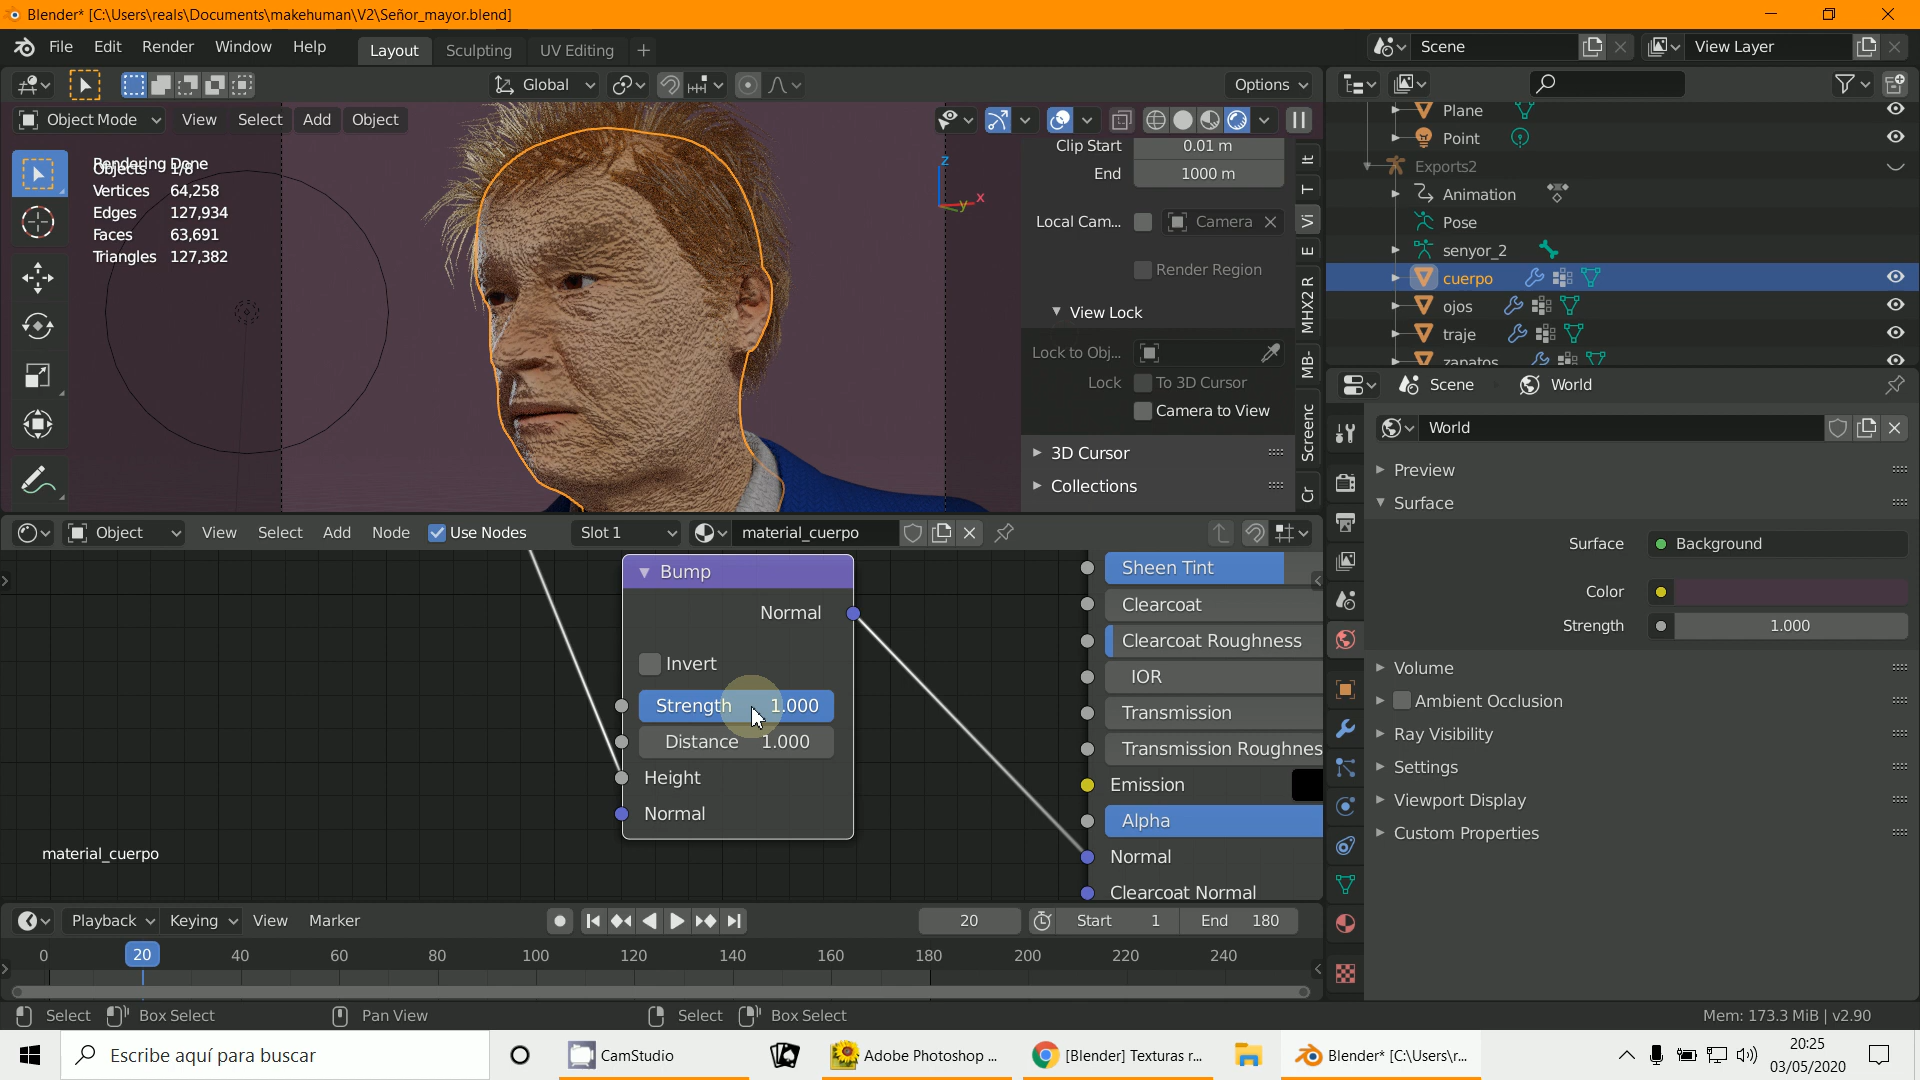 Blender* [C:\Users\reals\Documents\makehuman\V2\Señor_mayor.blend]
File Edit Render Window Help Layout Sculpting UV Editing Scene View Layer
Global Options
Object Mode View Select Add Object
Rendering Done
Objects 1/8
Vertices 64,258
Edges 127,934
Faces 63,691
Triangles 127,382
z
x
y
Clip Start 0.01 m
End 1000 m
Local Cam... Camera
Render Region
View Lock
Lock to Obj...
Lock To 3D Cursor
Camera to View
3D Cursor
Collections
It
T
Vi
E
MHX2 R
MB-
Screenc
Cr
Plane
Point
Exports2
Animation
Pose
senyor_2
cuerpo
ojos
traje
zapatos
Scene World
World
Preview
Surface
Surface Background
Color
Strength 1.000
Volume
Ambient Occlusion
Ray Visibility
Settings
Viewport Display
Custom Properties
Object View Select Add Node Use Nodes Slot 1 material_cuerpo
Bump
Normal
Invert
Strength 1.000
Distance 1.000
Height
Normal
material_cuerpo
Sheen Tint
Clearcoat
Clearcoat Roughness
IOR
Transmission
Transmission Roughnes
Emission
Alpha
Normal
Clearcoat Normal
Playback Keying View Marker 20 Start 1 End 180
0 20 40 60 80 100 120 140 160 180 200 220 240
Select Box Select Pan View Select Box Select Mem: 173.3 MiB | v2.90
Escribe aquí para buscar CamStudio Adobe Photoshop ... [Blender] Texturas r... Blender* [C:\Users\r... 20:25
03/05/2020